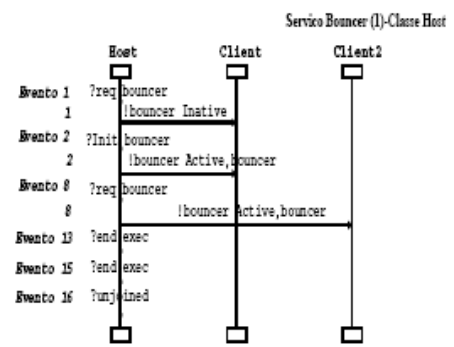 Servico Bouncer (1)-Classe Host
Host Client Client2
Evento 1 ?req bouncer
1 !bouncer Inative
Evento 2 ?Init bouncer
2 !bouncer Active,bouncer
Evento 8 ?req bouncer
8 !bouncer Active,bouncer
Evento 13 ?end exec
Evento 15 ?end exec
Evento 16 ?unjoined